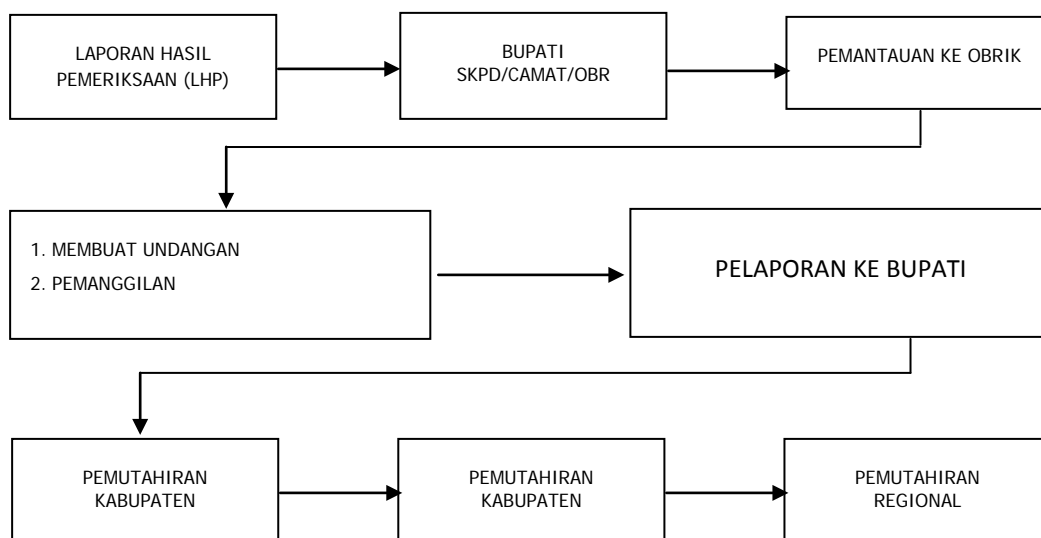 LAPORAN HASIL
PEMERIKSAAN (LHP)
BUPATI
SKPD/CAMAT/OBR
PEMANTAUAN KE OBRIK
1. MEMBUAT UNDANGAN
2. PEMANGGILAN
PELAPORAN KE BUPATI
PEMUTAHIRAN
KABUPATEN
PEMUTAHIRAN
KABUPATEN
PEMUTAHIRAN
REGIONAL